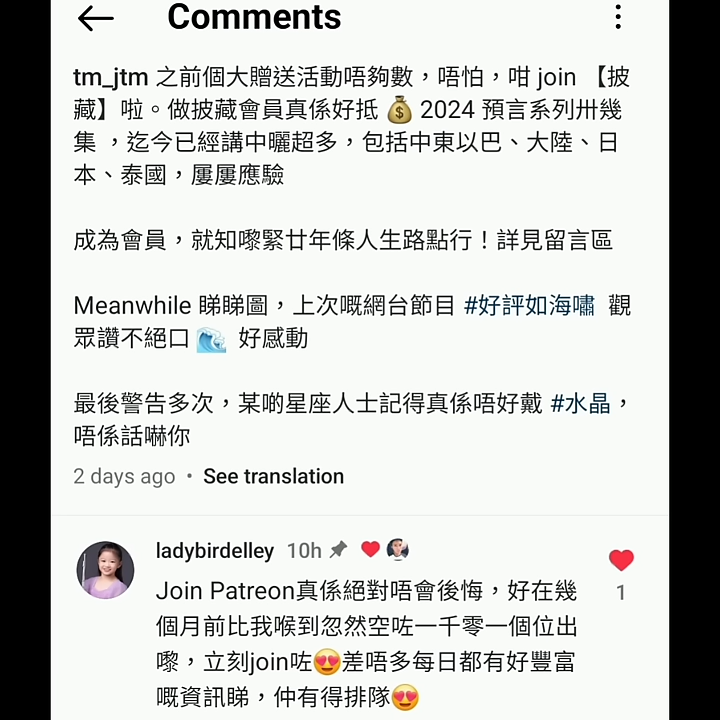 Comments
tm_jtm 之前個大贈送活動唔夠數，唔怕，咁 join 【披
藏】啦。做披藏會員真係好抵 💰 2024 預言系列卅幾
集 ，迄今已經講中曬超多，包括中東以巴、大陸、日
本、泰國，屢屢應驗
成為會員，就知嚟緊廿年條人生路點行！詳見留言區
Meanwhile 睇睇圖，上次嘅網台節目 #好評如海嘯 觀
眾讚不絕口 🌊 好感動
最後警告多次，某啲星座人士記得真係唔好戴 #水晶，
唔係話嚇你
2 days ago • See translation
ladybirdelley 10h
Join Patreon真係絕對唔會後悔，好在幾
個月前比我喉到忽然空咗一千零一個位出
嚟，立刻join咗😍差唔多每日都有好豐富
嘅資訊睇，仲有得排隊😍
1